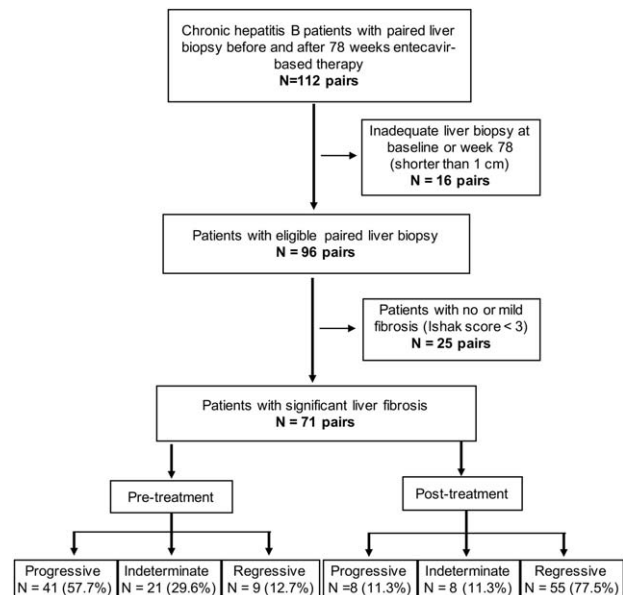 Chronic hepatitis B patients with paired liver
biopsy before and after 78 weeks entecavir-
based therapy
N=112 pairs
Inadequate liver biopsy at
baseline or week 78
(shorter than 1 cm)
N = 16 pairs
Patients with eligible paired liver biopsy
N = 96 pairs
Patients with no or mild
fibrosis (Ishak score < 3)
N = 25 pairs
Patients with significant liver fibrosis
N = 71 pairs
Pre-treatment
Post-treatment
Progressive
N = 41 (57.7%)
Indeterminate
N = 21 (29.6%)
Regressive
N = 9 (12.7%)
Progressive
N =8 (11.3%)
Indeterminate
N = 8 (11.3%)
Regressive
N = 55 (77.5%)